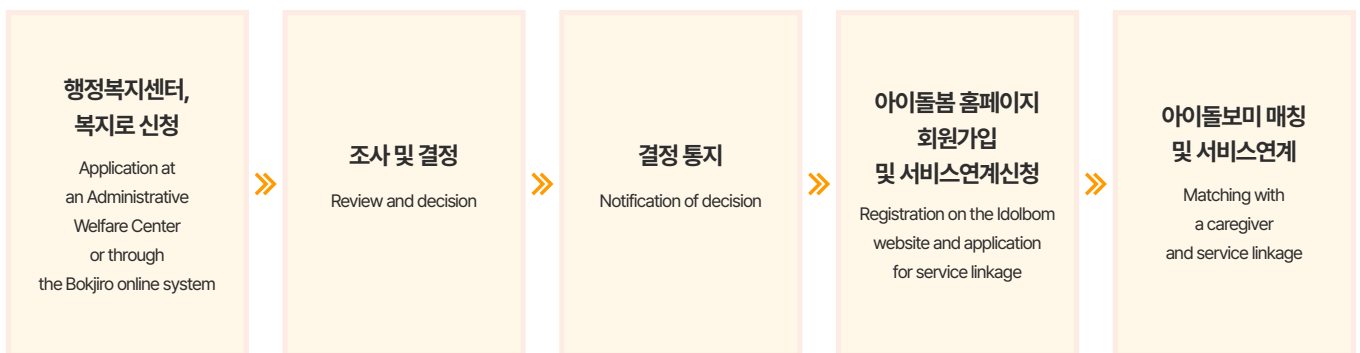 행정복지센터,
복지로 신청
Application at
an Administrative
Welfare Center
or through
the Bokjiro online system
조사 및 결정
Review and decision
결정 통지
Notification of decision
아이돌봄 홈페이지
회원가입
및 서비스연계신청
Registration on the Idolbom
website and application
for service linkage
아이돌보미 매칭
및 서비스연계
Matching with
a caregiver
and service linkage